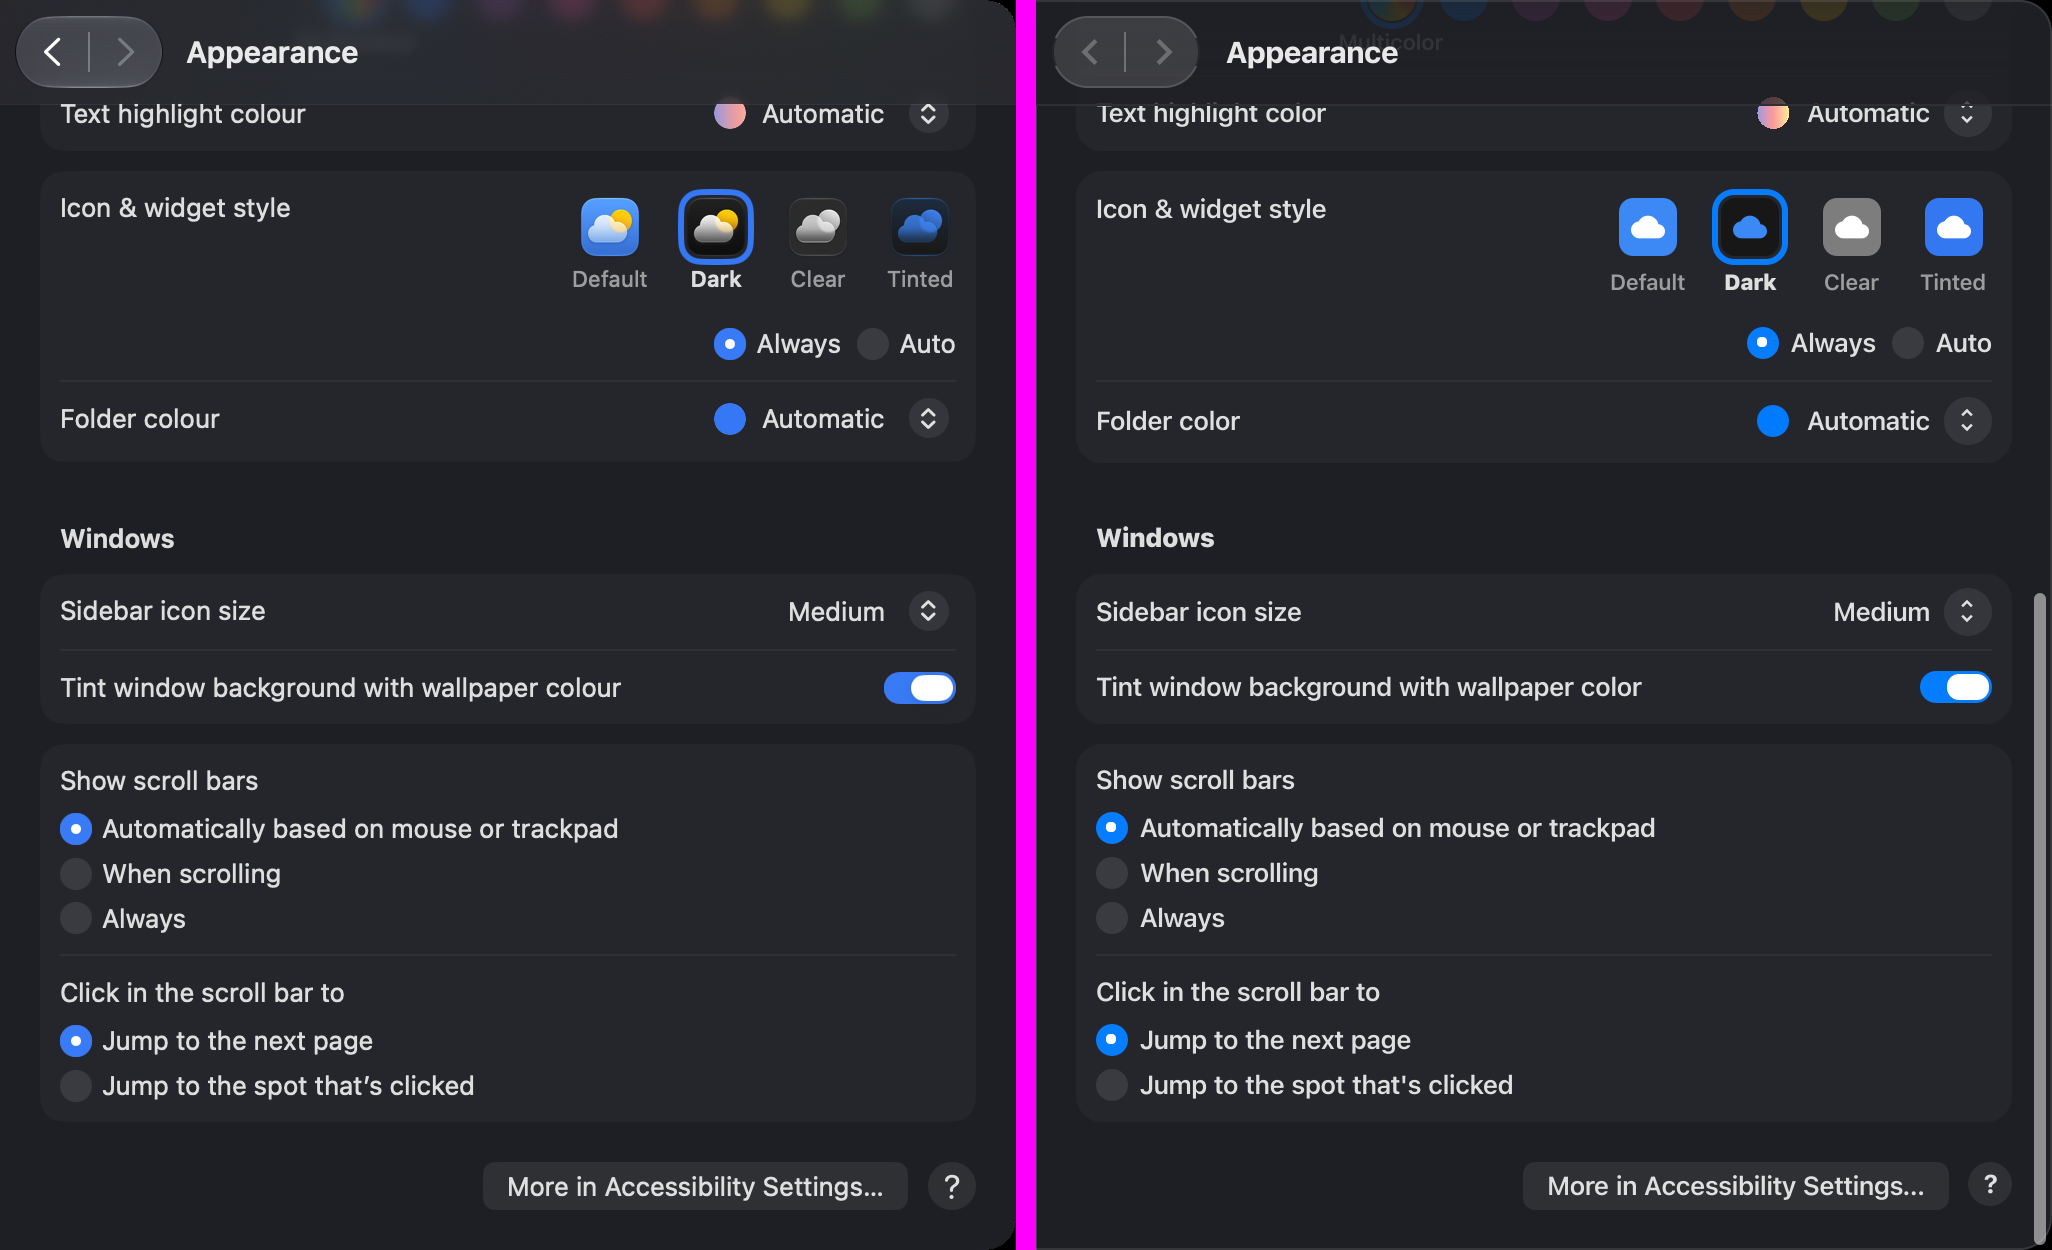 Appearance
Text highlight colour
Automatic
Icon & widget style
Default
Dark
Clear
Tinted
Always
Auto
Folder colour
Automatic
Windows
Sidebar icon size
Medium
Tint window background with wallpaper colour
Show scroll bars
Automatically based on mouse or trackpad
When scrolling
Always
Click in the scroll bar to
Jump to the next page
Jump to the spot that’s clicked
More in Accessibility Settings...
?
Multicolor
Appearance
Text highlight color
Automatic
Icon & widget style
Default
Dark
Clear
Tinted
Always
Auto
Folder color
Automatic
Windows
Sidebar icon size
Medium
Tint window background with wallpaper color
Show scroll bars
Automatically based on mouse or trackpad
When scrolling
Always
Click in the scroll bar to
Jump to the next page
Jump to the spot that's clicked
More in Accessibility Settings...
?